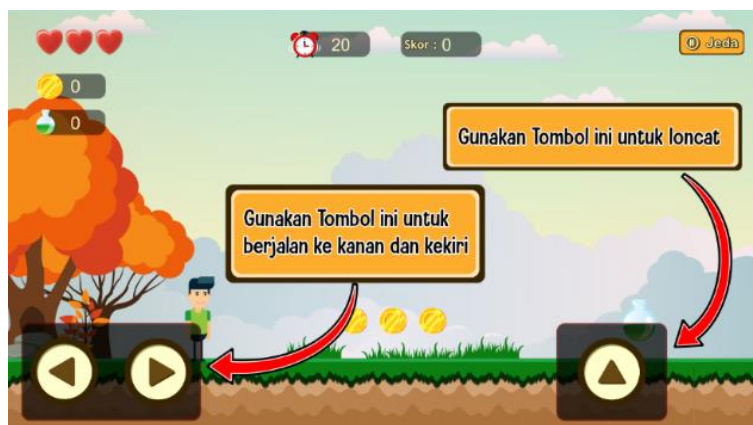 20
Skor : 0
Jeda
0
0
Gunakan Tombol ini untuk loncat
Gunakan Tombol ini untuk
berjalan ke kanan dan kekiri